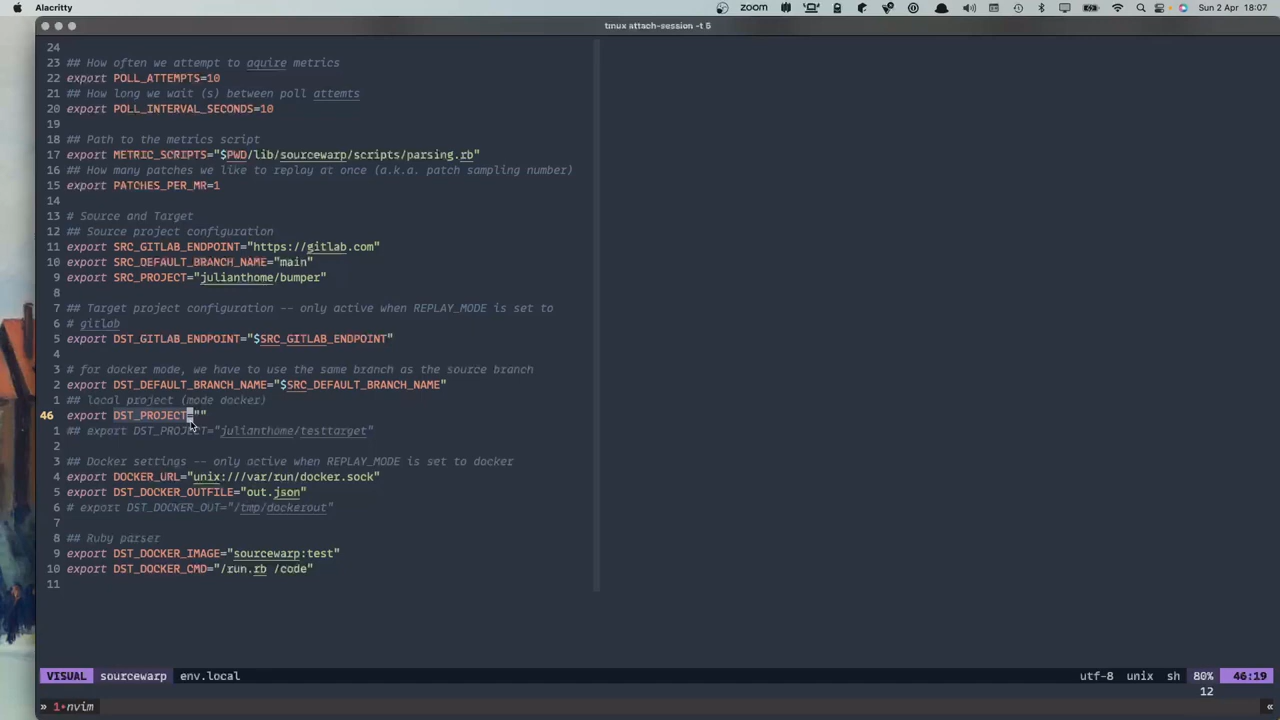 Alacritty zoom Sun 2 Apr 18:07
tmux attach-session -t 5
24
23 ## How often we attempt to aquire metrics
22 export POLL_ATTEMPTS=10
21 ## How long we wait (s) between poll attemts
20 export POLL_INTERVAL_SECONDS=10
19
18 ## Path to the metrics script
17 export METRIC_SCRIPTS="$PWD/lib/sourcewarp/scripts/parsing.rb"
16 ## How many patches we like to replay at once (a.k.a. patch sampling number)
15 export PATCHES_PER_MR=1
14
13 # Source and Target
12 ## Source project configuration
11 export SRC_GITLAB_ENDPOINT="https://gitlab.com"
10 export SRC_DEFAULT_BRANCH_NAME="main"
9 export SRC_PROJECT="julianthome/bumper"
8
7 ## Target project configuration -- only active when REPLAY_MODE is set to
6 # gitlab
5 export DST_GITLAB_ENDPOINT="$SRC_GITLAB_ENDPOINT"
4
3 # for docker mode, we have to use the same branch as the source branch
2 export DST_DEFAULT_BRANCH_NAME="$SRC_DEFAULT_BRANCH_NAME"
1 ## local project (mode docker)
46 export DST_PROJECT=""
1 ## export DST_PROJECT="julianthome/testtarget"
2
3 ## Docker settings -- only active when REPLAY_MODE is set to docker
4 export DOCKER_URL="unix:///var/run/docker.sock"
5 export DST_DOCKER_OUTFILE="out.json"
6 # export DST_DOCKER_OUT="/tmp/dockerout"
7
8 ## Ruby parser
9 export DST_DOCKER_IMAGE="sourcewarp:test"
10 export DST_DOCKER_CMD="/run.rb /code"
11
VISUAL sourcewarp env.local utf-8 unix sh 80% 46:19
12
» 1 nvim «